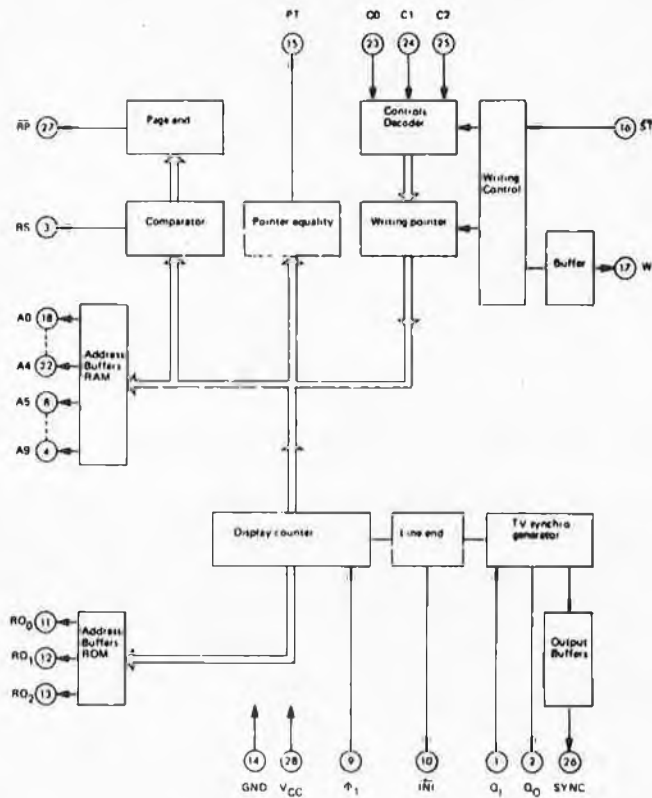 PT C0 C1 C2
15 23 24 25
R̅P̅ 27
Page end
Controls
Decoder
16 S̅T̅
Writing
Control
RS 3
Comparator
Pointer equality
Writing pointer
Buffer
17 W
A0 18
A4 22
A5 8
A9 4
Address
Buffers
RAM
Display counter
Line end
TV synchro
generator
RO0 11
RO1 12
RO2 13
Address
Buffers
ROM
Output
Buffers
14 28 9 10 1 2 26
GND VCC I̅N̅I̅ SYNC